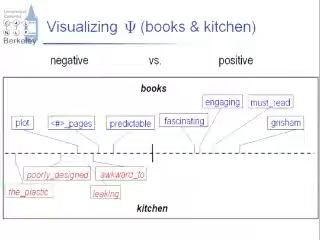 Berkeley
Visualizing Ψ (books & kitchen)
negative vs. positive
books
engaging must_read
plot <#>_pages predictable fascinating grisham
poorly_designed awkward_to
the_plastic leaking
kitchen